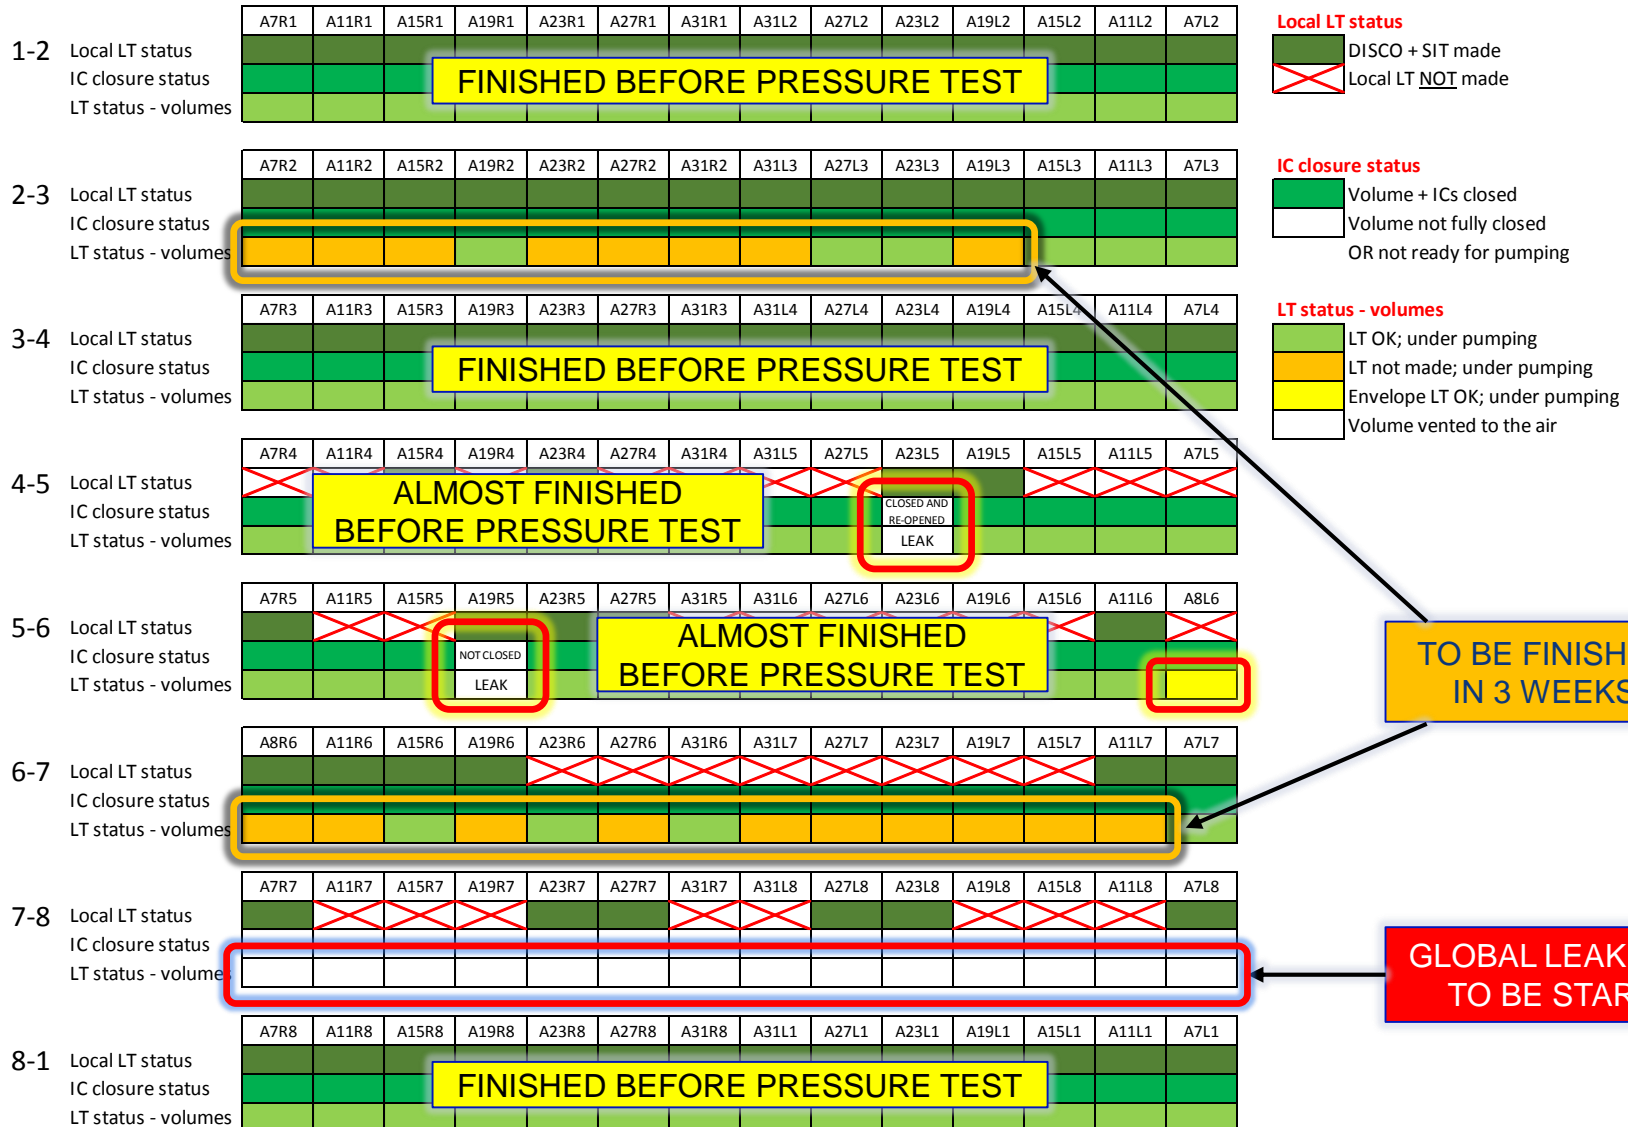 A7R1 A11R1 A15R1 A19R1 A23R1 A27R1 A31R1 A31L2 A27L2 A23L2 A19L2 A15L2 A11L2 A7L2
1-2 Local LT status
IC closure status
LT status - volumes
FINISHED BEFORE PRESSURE TEST
A7R2 A11R2 A15R2 A19R2 A23R2 A27R2 A31R2 A31L3 A27L3 A23L3 A19L3 A15L3 A11L3 A7L3
2-3 Local LT status
IC closure status
LT status - volumes
A7R3 A11R3 A15R3 A19R3 A23R3 A27R3 A31R3 A31L4 A27L4 A23L4 A19L4 A15L4 A11L4 A7L4
3-4 Local LT status
IC closure status
LT status - volumes
FINISHED BEFORE PRESSURE TEST
A7R4 A11R4 A15R4 A19R4 A23R4 A27R4 A31R4 A31L5 A27L5 A23L5 A19L5 A15L5 A11L5 A7L5
4-5 Local LT status
IC closure status
LT status - volumes
ALMOST FINISHED
BEFORE PRESSURE TEST
CLOSED AND
RE-OPENED
LEAK
A7R5 A11R5 A15R5 A19R5 A23R5 A27R5 A31R5 A31L6 A27L6 A23L6 A19L6 A15L6 A11L6 A8L6
5-6 Local LT status
IC closure status
LT status - volumes
NOT CLOSED
LEAK
ALMOST FINISHED
BEFORE PRESSURE TEST
A8R6 A11R6 A15R6 A19R6 A23R6 A27R6 A31R6 A31L7 A27L7 A23L7 A19L7 A15L7 A11L7 A7L7
6-7 Local LT status
IC closure status
LT status - volumes
A7R7 A11R7 A15R7 A19R7 A23R7 A27R7 A31R7 A31L8 A27L8 A23L8 A19L8 A15L8 A11L8 A7L8
7-8 Local LT status
IC closure status
LT status - volumes
A7R8 A11R8 A15R8 A19R8 A23R8 A27R8 A31R8 A31L1 A27L1 A23L1 A19L1 A15L1 A11L1 A7L1
8-1 Local LT status
IC closure status
LT status - volumes
FINISHED BEFORE PRESSURE TEST
Local LT status
DISCO + SIT made
Local LT NOT made
IC closure status
Volume + ICs closed
Volume not fully closed
OR not ready for pumping
LT status - volumes
LT OK; under pumping
LT not made; under pumping
Envelope LT OK; under pumping
Volume vented to the air
TO BE FINISH
IN 3 WEEKS
GLOBAL LEAK
TO BE STAR